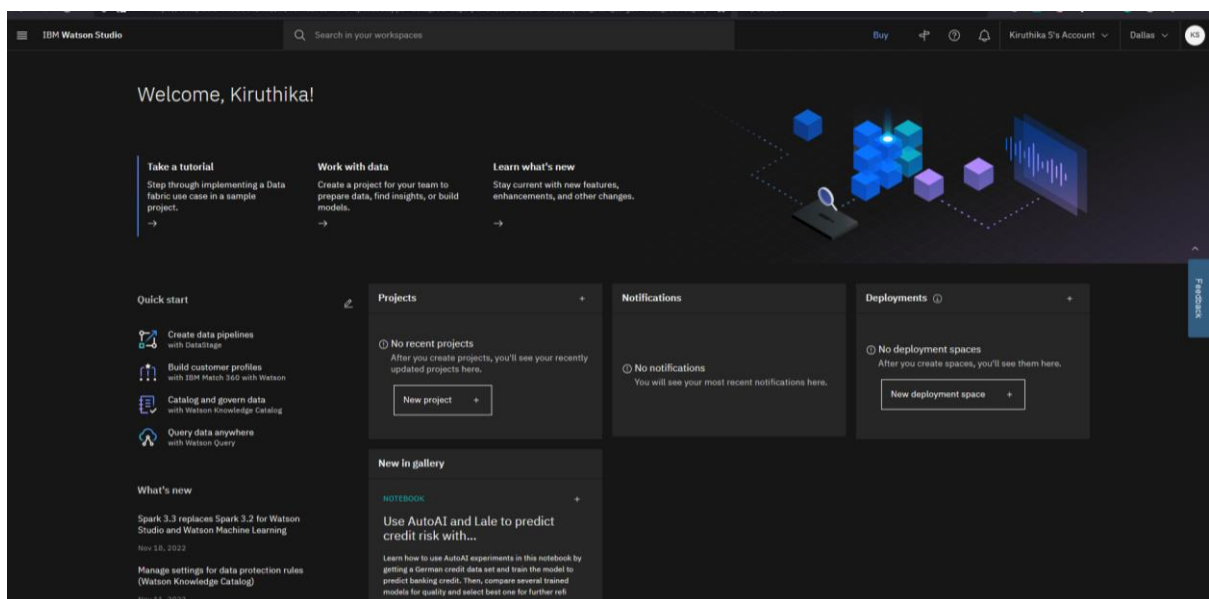 IBM Watson Studio
Search in your workspaces
Buy
Kiruthika S's Account
Dallas
KS
Welcome, Kiruthika!
Take a tutorial
Step through implementing a Data
fabric use case in a sample
project.
Work with data
Create a project for your team to
prepare data, find insights, or build
models.
Learn what's new
Stay current with new features,
enhancements, and other changes.
Feedback
Quick start
Create data pipelines
with DataStage
Build customer profiles
with IBM Match 360 with Watson
Catalog and govern data
with Watson Knowledge Catalog
Query data anywhere
with Watson Query
What's new
Spark 3.3 replaces Spark 3.2 for Watson
Studio and Watson Machine Learning
Nov 18, 2022
Manage settings for data protection rules
(Watson Knowledge Catalog)
Projects
No recent projects
After you create projects, you'll see your recently
updated projects here.
New project +
Notifications
No notifications
You will see your most recent notifications here.
Deployments
No deployment spaces
After you create spaces, you'll see them here.
New deployment space +
New in gallery
NOTEBOOK
Use AutoAI and Lale to predict
credit risk with...
Learn how to use AutoAI experiments in this notebook by
getting a German credit data set and train the model to
predict banking credit. Then, compare several trained
models for quality and select best one for further refi